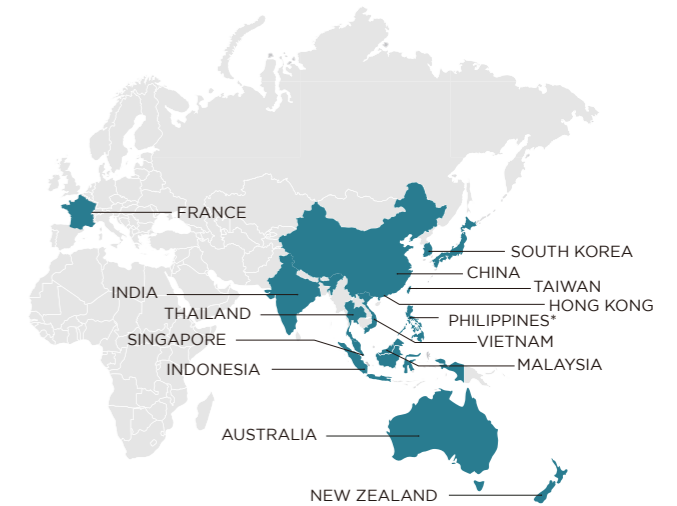 FRANCE
SOUTH KOREA
CHINA
INDIA
TAIWAN
HONG KONG
THAILAND
PHILIPPINES*
SINGAPORE
VIETNAM
MALAYSIA
INDONESIA
AUSTRALIA
NEW ZEALAND